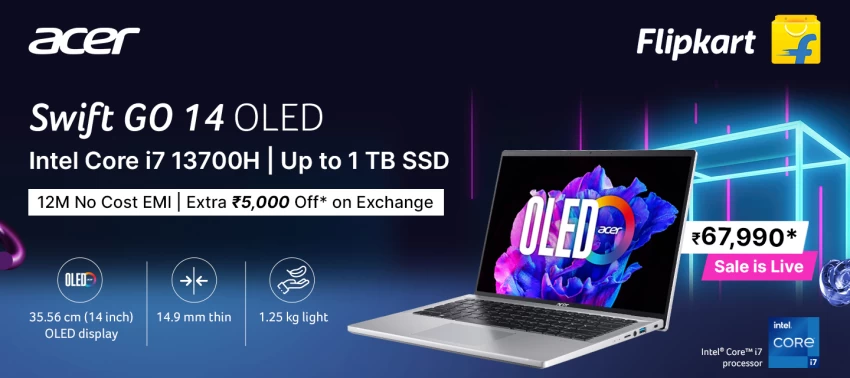 acer
Flipkart
Swift GO 14 OLED
Intel Core i7 13700H | Up to 1 TB SSD
12M No Cost EMI | Extra ₹5,000 Off* on Exchange
OLED
35.56 cm (14 inch)
OLED display
14.9 mm thin
1.25 kg light
OLED
acer
acer
₹67,990*
Sale is Live
Intel® Core™ i7
processor
intel
CORE
i7